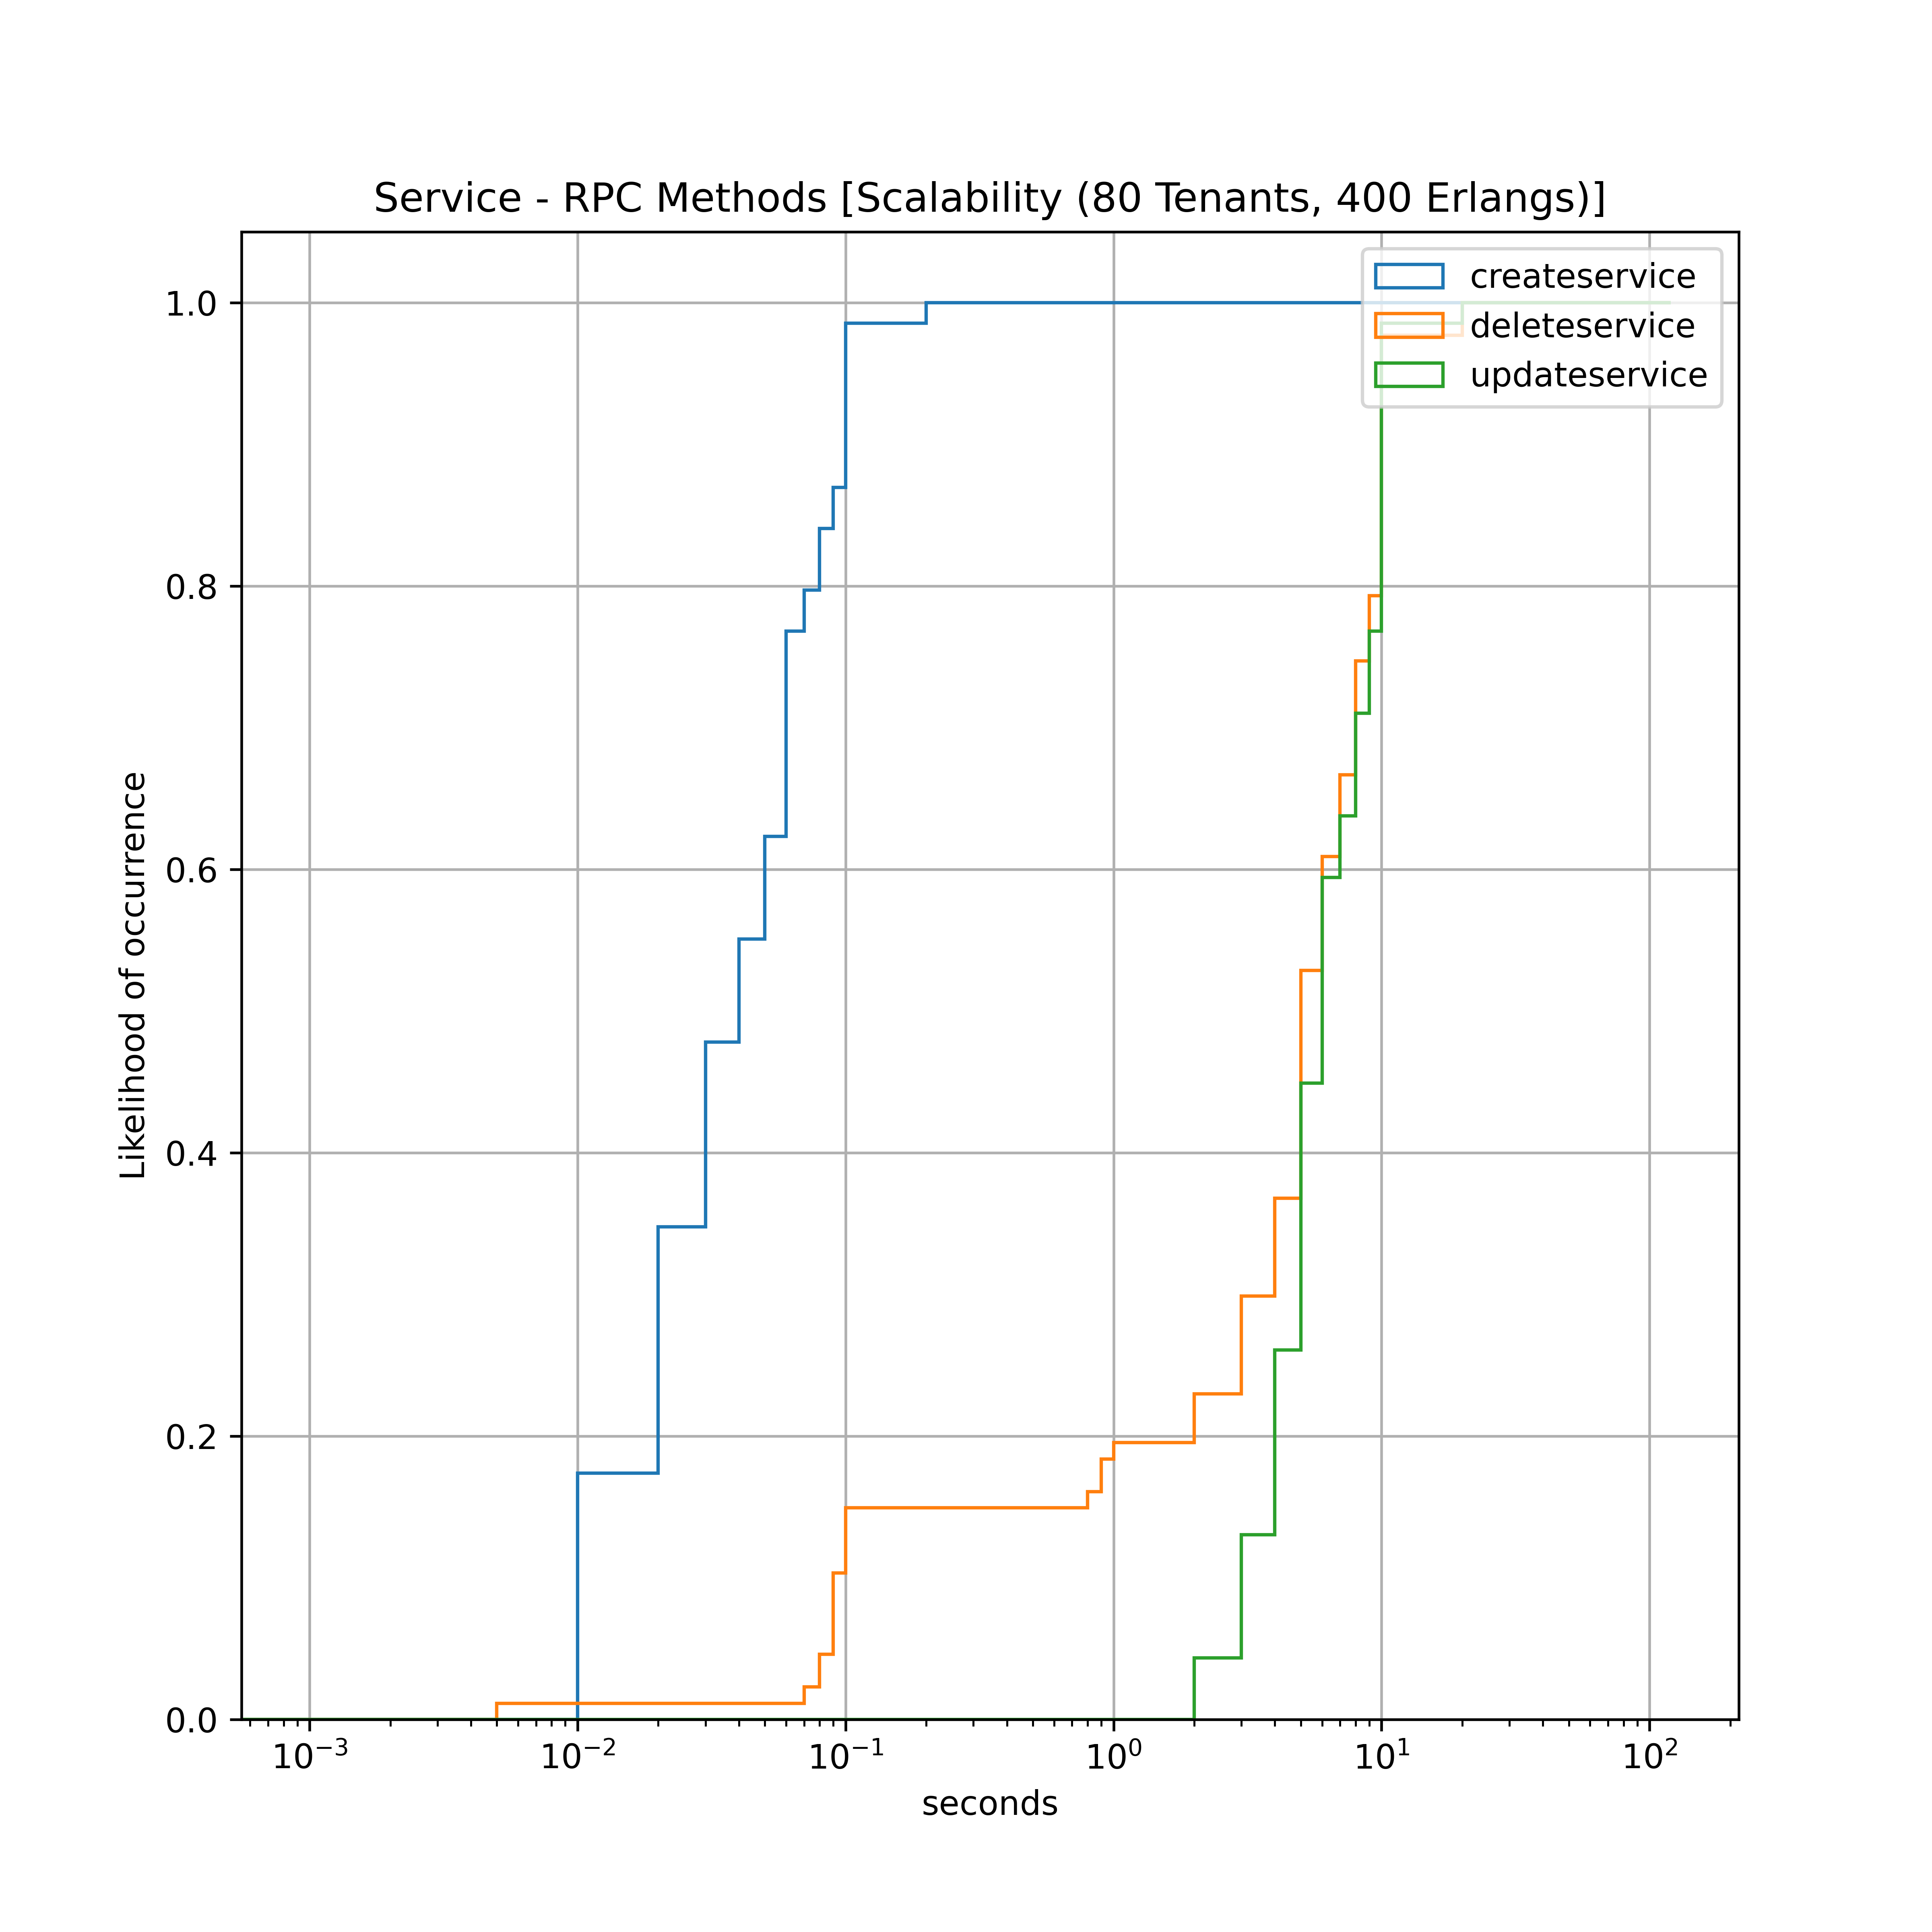 Service - RPC Methods [Scalability (80 Tenants, 400 Erlangs)]
createservice
deleteservice
updateservice
1.0
0.8
0.6
0.4
0.2
0.0
Likelihood of occurrence
10⁻³ 10⁻² 10⁻¹ 10⁰ 10¹ 10²
seconds